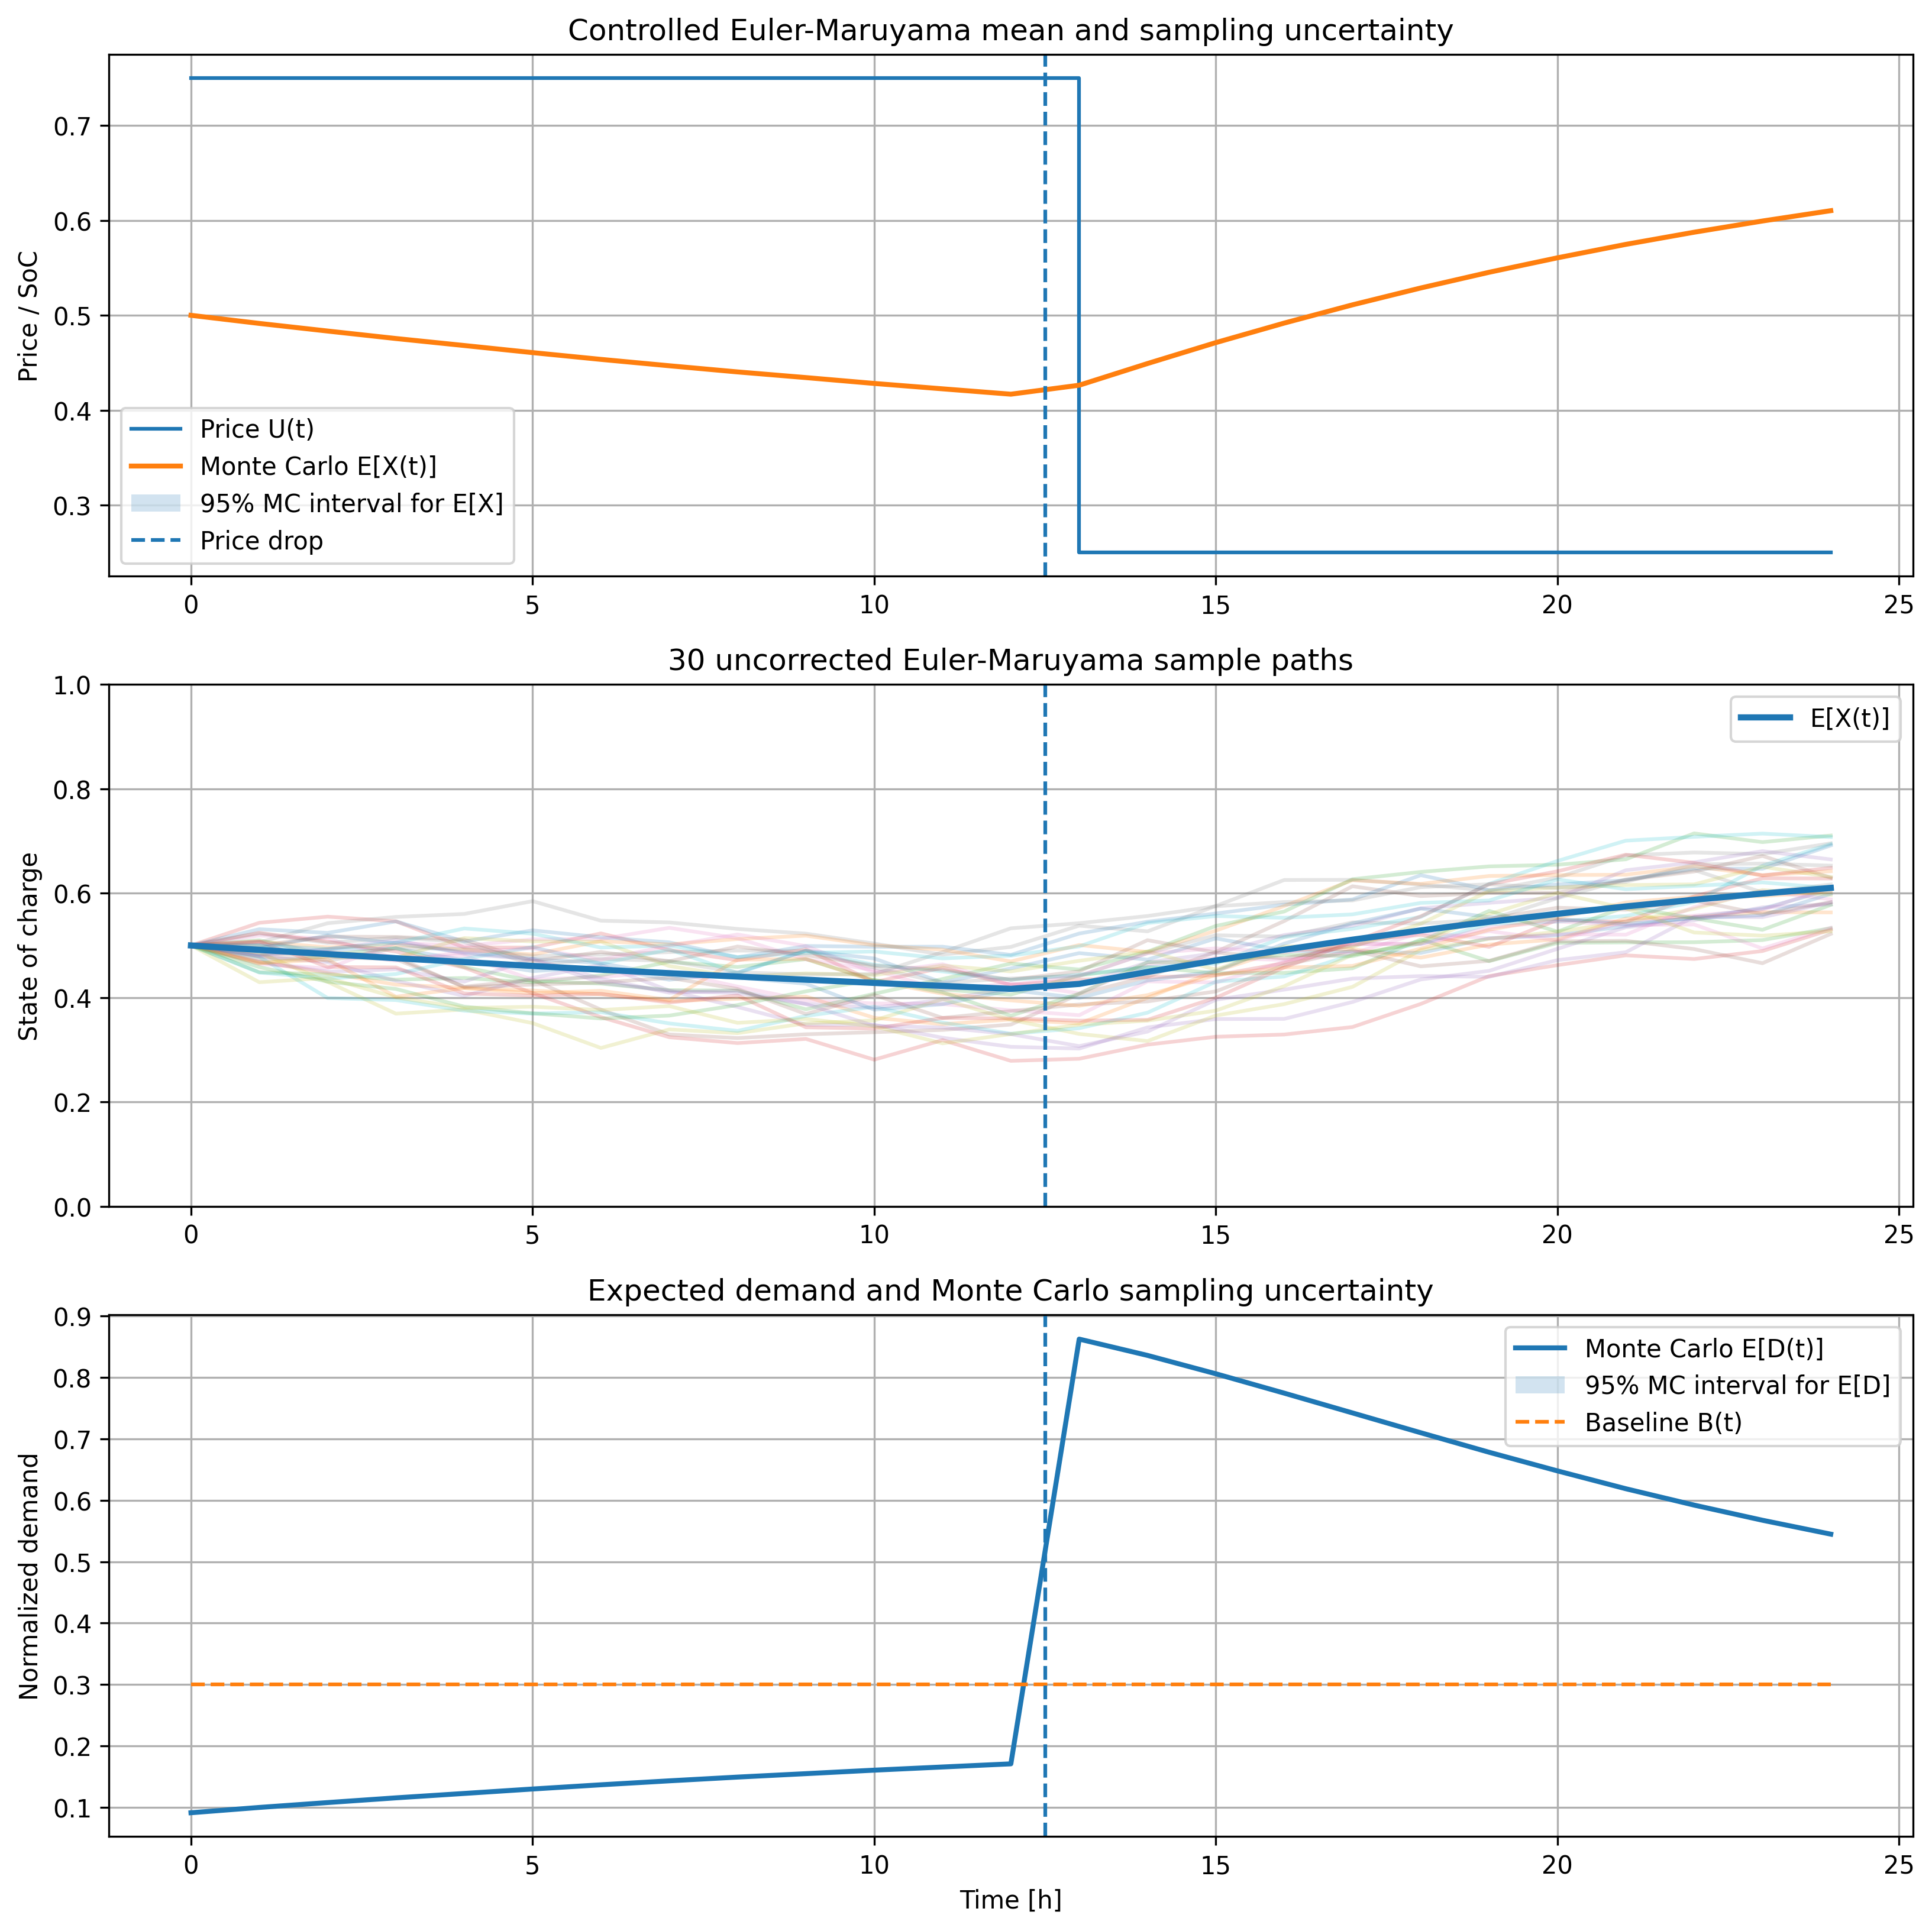 Controlled Euler-Maruyama mean and sampling uncertainty
Price / SoC
0.7
0.6
0.5
0.4
0.3
Price U(t)
Monte Carlo E[X(t)]
95% MC interval for E[X]
Price drop
0 5 10 15 20 25
30 uncorrected Euler-Maruyama sample paths
State of charge
1.0
0.8
0.6
0.4
0.2
0.0
E[X(t)]
0 5 10 15 20 25
Expected demand and Monte Carlo sampling uncertainty
Normalized demand
0.9
0.8
0.7
0.6
0.5
0.4
0.3
0.2
0.1
Monte Carlo E[D(t)]
95% MC interval for E[D]
Baseline B(t)
0 5 10 15 20 25
Time [h]